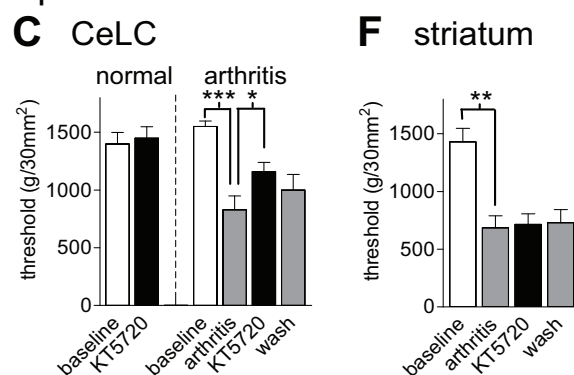 C CeLC
normal arthritis
*** *
threshold (g/30mm²)
1500
1000
500
0
baseline
KT5720
baseline
arthritis
KT5720
wash
F striatum
**
threshold (g/30mm²)
1500
1000
500
0
baseline
arthritis
KT5720
wash